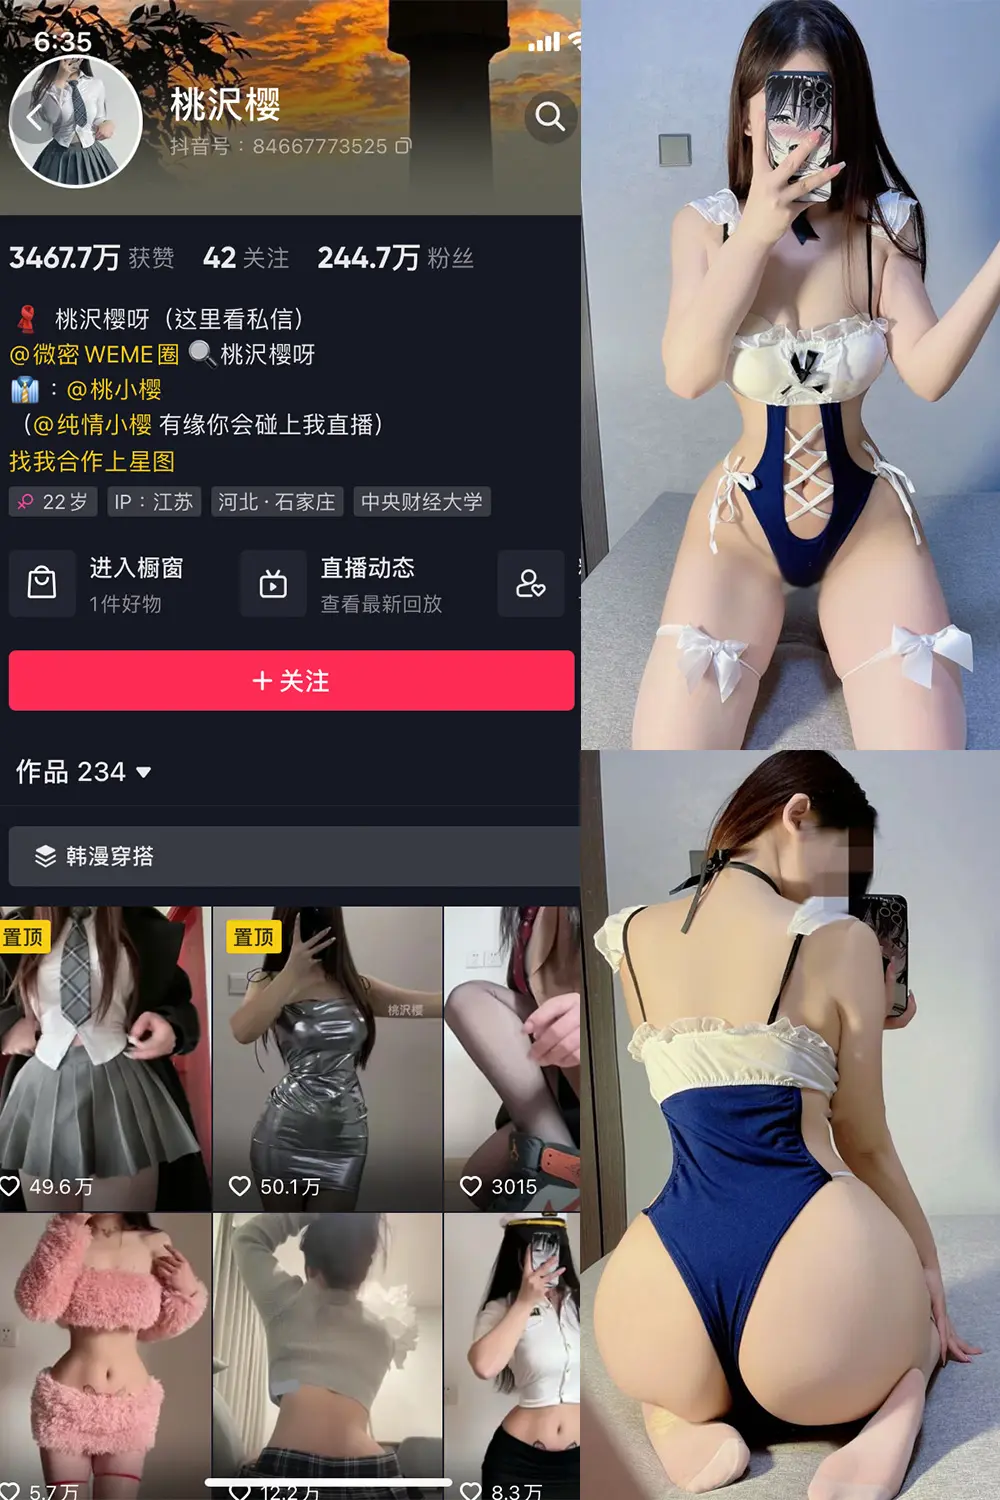 6:35
桃沢樱
抖音号：84667773525
3467.7万 获赞 42 关注 244.7万 粉丝
桃沢樱呀（这里看私信）
@微密WEME圈 桃沢樱呀
：@桃小樱
（@纯情小樱 有缘你会碰上我直播）
找我合作上星图
22岁 IP：江苏 河北·石家庄 中央财经大学
进入橱窗 直播动态
1件好物 查看最新回放
+ 关注
作品 234
韩漫穿搭
置顶 置顶
桃沢樱
49.6万 50.1万 3015
5.7万 12.2万 8.3万